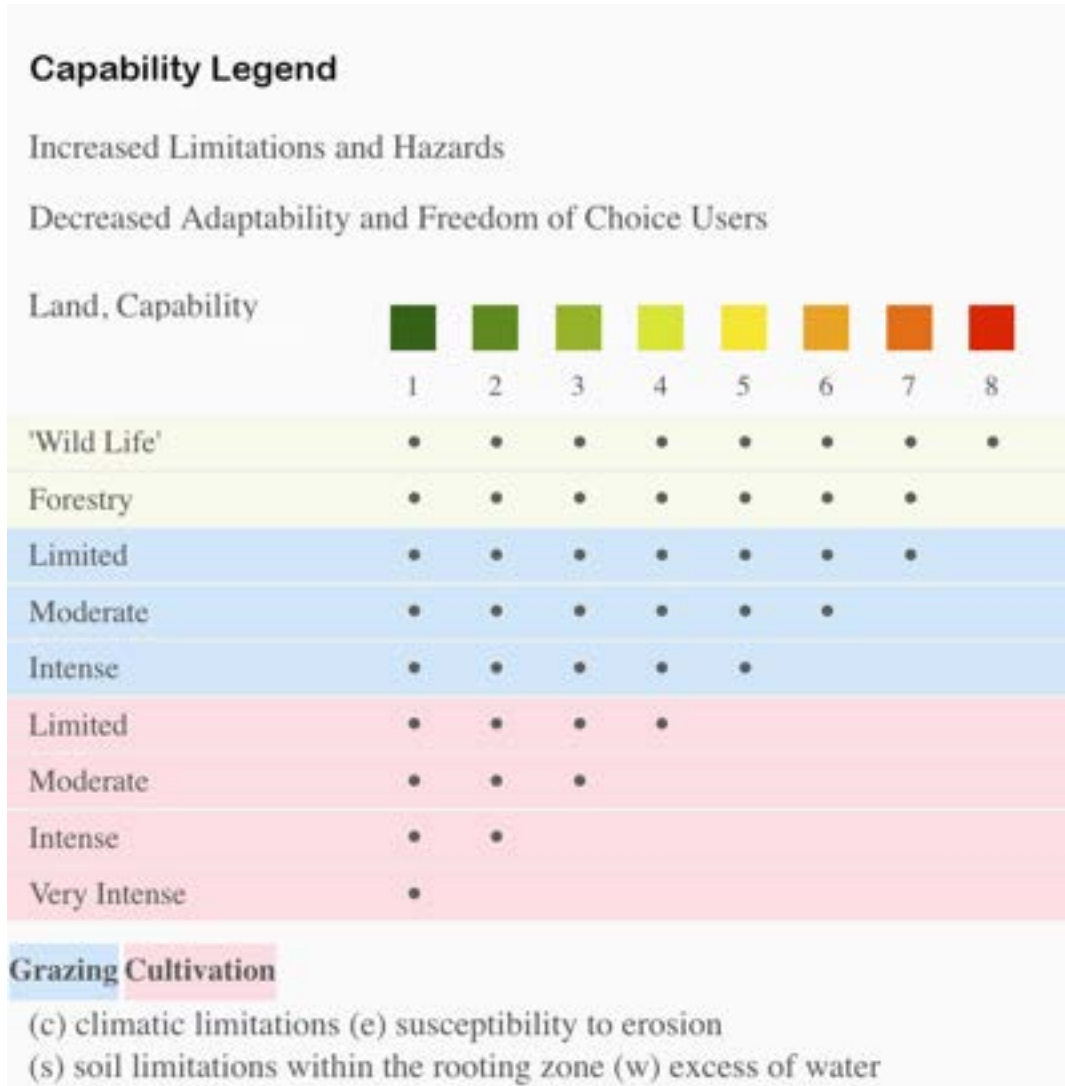 Capability Legend
Increased Limitations and Hazards
Decreased Adaptability and Freedom of Choice Users
Land, Capability
1 2 3 4 5 6 7 8
'Wild Life'
Forestry
Limited
Moderate
Intense
Limited
Moderate
Intense
Very Intense
Grazing Cultivation
(c) climatic limitations (e) susceptibility to erosion
(s) soil limitations within the rooting zone (w) excess of water